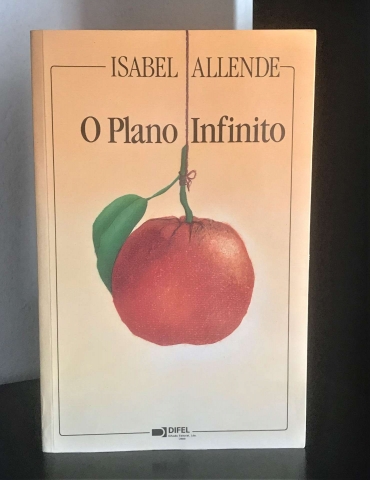 ISABEL ALLENDE
O Plano Infinito
DIFEL